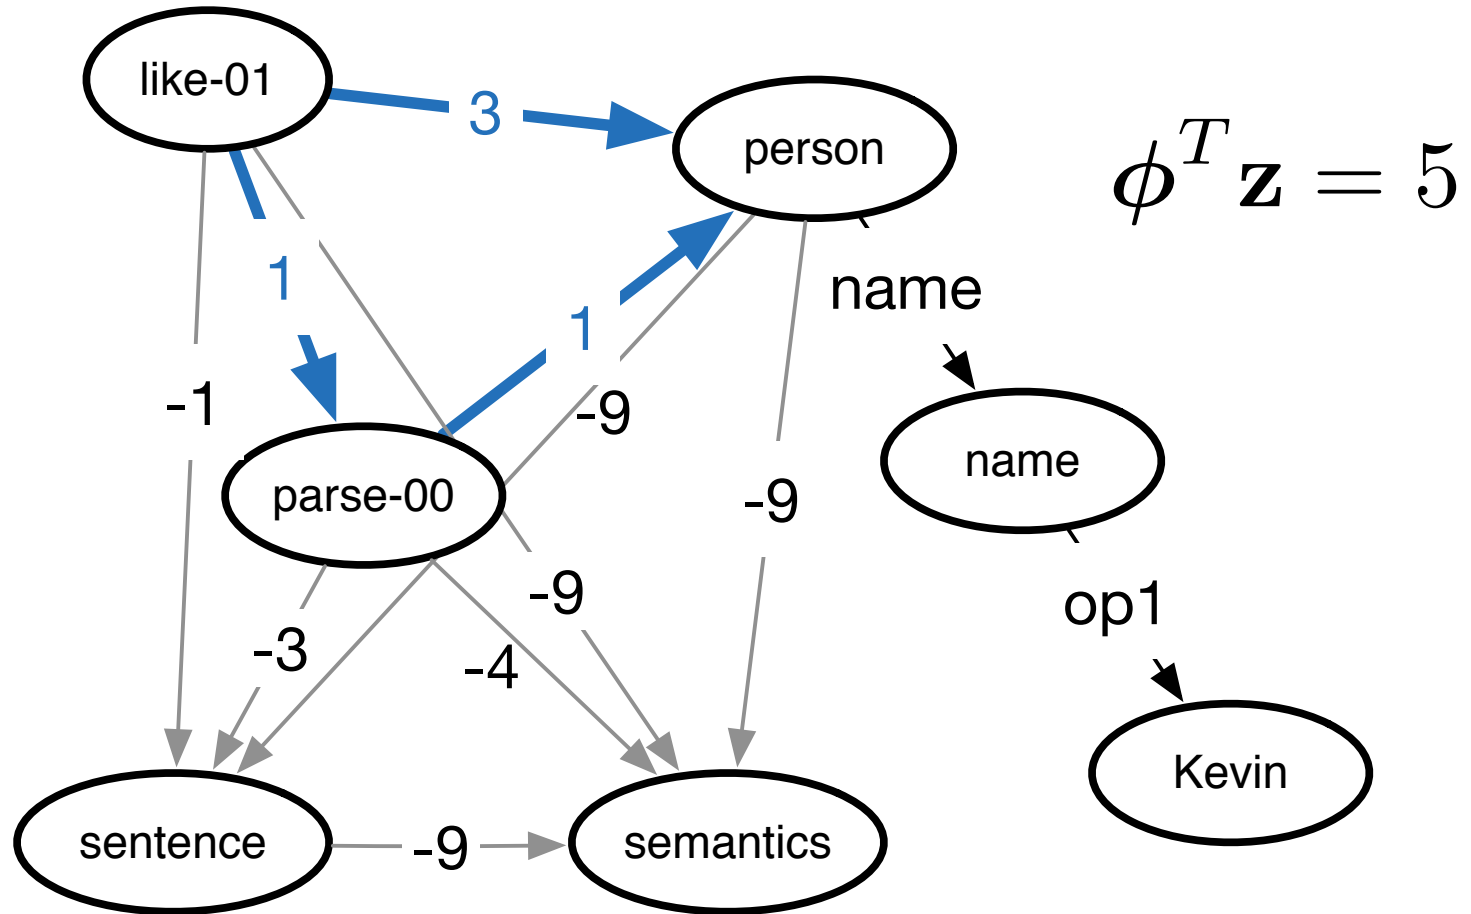 like-01
3
person
ϕ^T z = 5
1
name
1
-1
-9
name
parse-00
-9
-9
op1
-3
-4
Kevin
sentence
-9
semantics